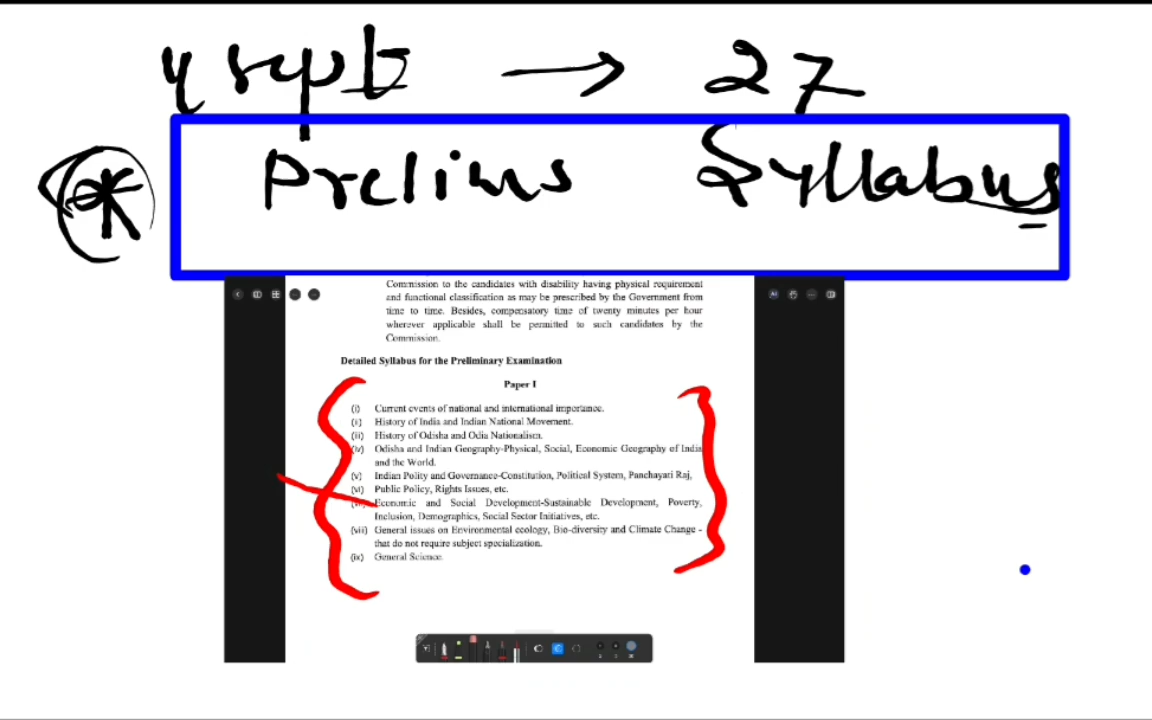 4 sept → 27
Prelims Syllabus
Commission to the candidates with disability having physical requirement
and functional classification as may be prescribed by the Government from
time to time. Besides, compensatory time of twenty minutes per hour
wherever applicable shall be permitted to such candidates by the
Commission.
Detailed Syllabus for the Preliminary Examination
Paper I
(i) Current events of national and international importance.
(ii) History of India and Indian National Movement.
(iii) History of Odisha and Odia Nationalism.
(iv) Odisha and Indian Geography-Physical, Social, Economic Geography of India
and the World.
(v) Indian Polity and Governance-Constitution, Political System, Panchayari Raj,
(vi) Public Policy, Rights Issues, etc.
Economic and Social Development-Sustainable Development, Poverty,
Inclusion, Demographics, Social Sector Initiatives, etc.
(viii) General issues on Environmental ecology, Bio-diversity and Climate Change -
that do not require subject specialization.
(ix) General Science.